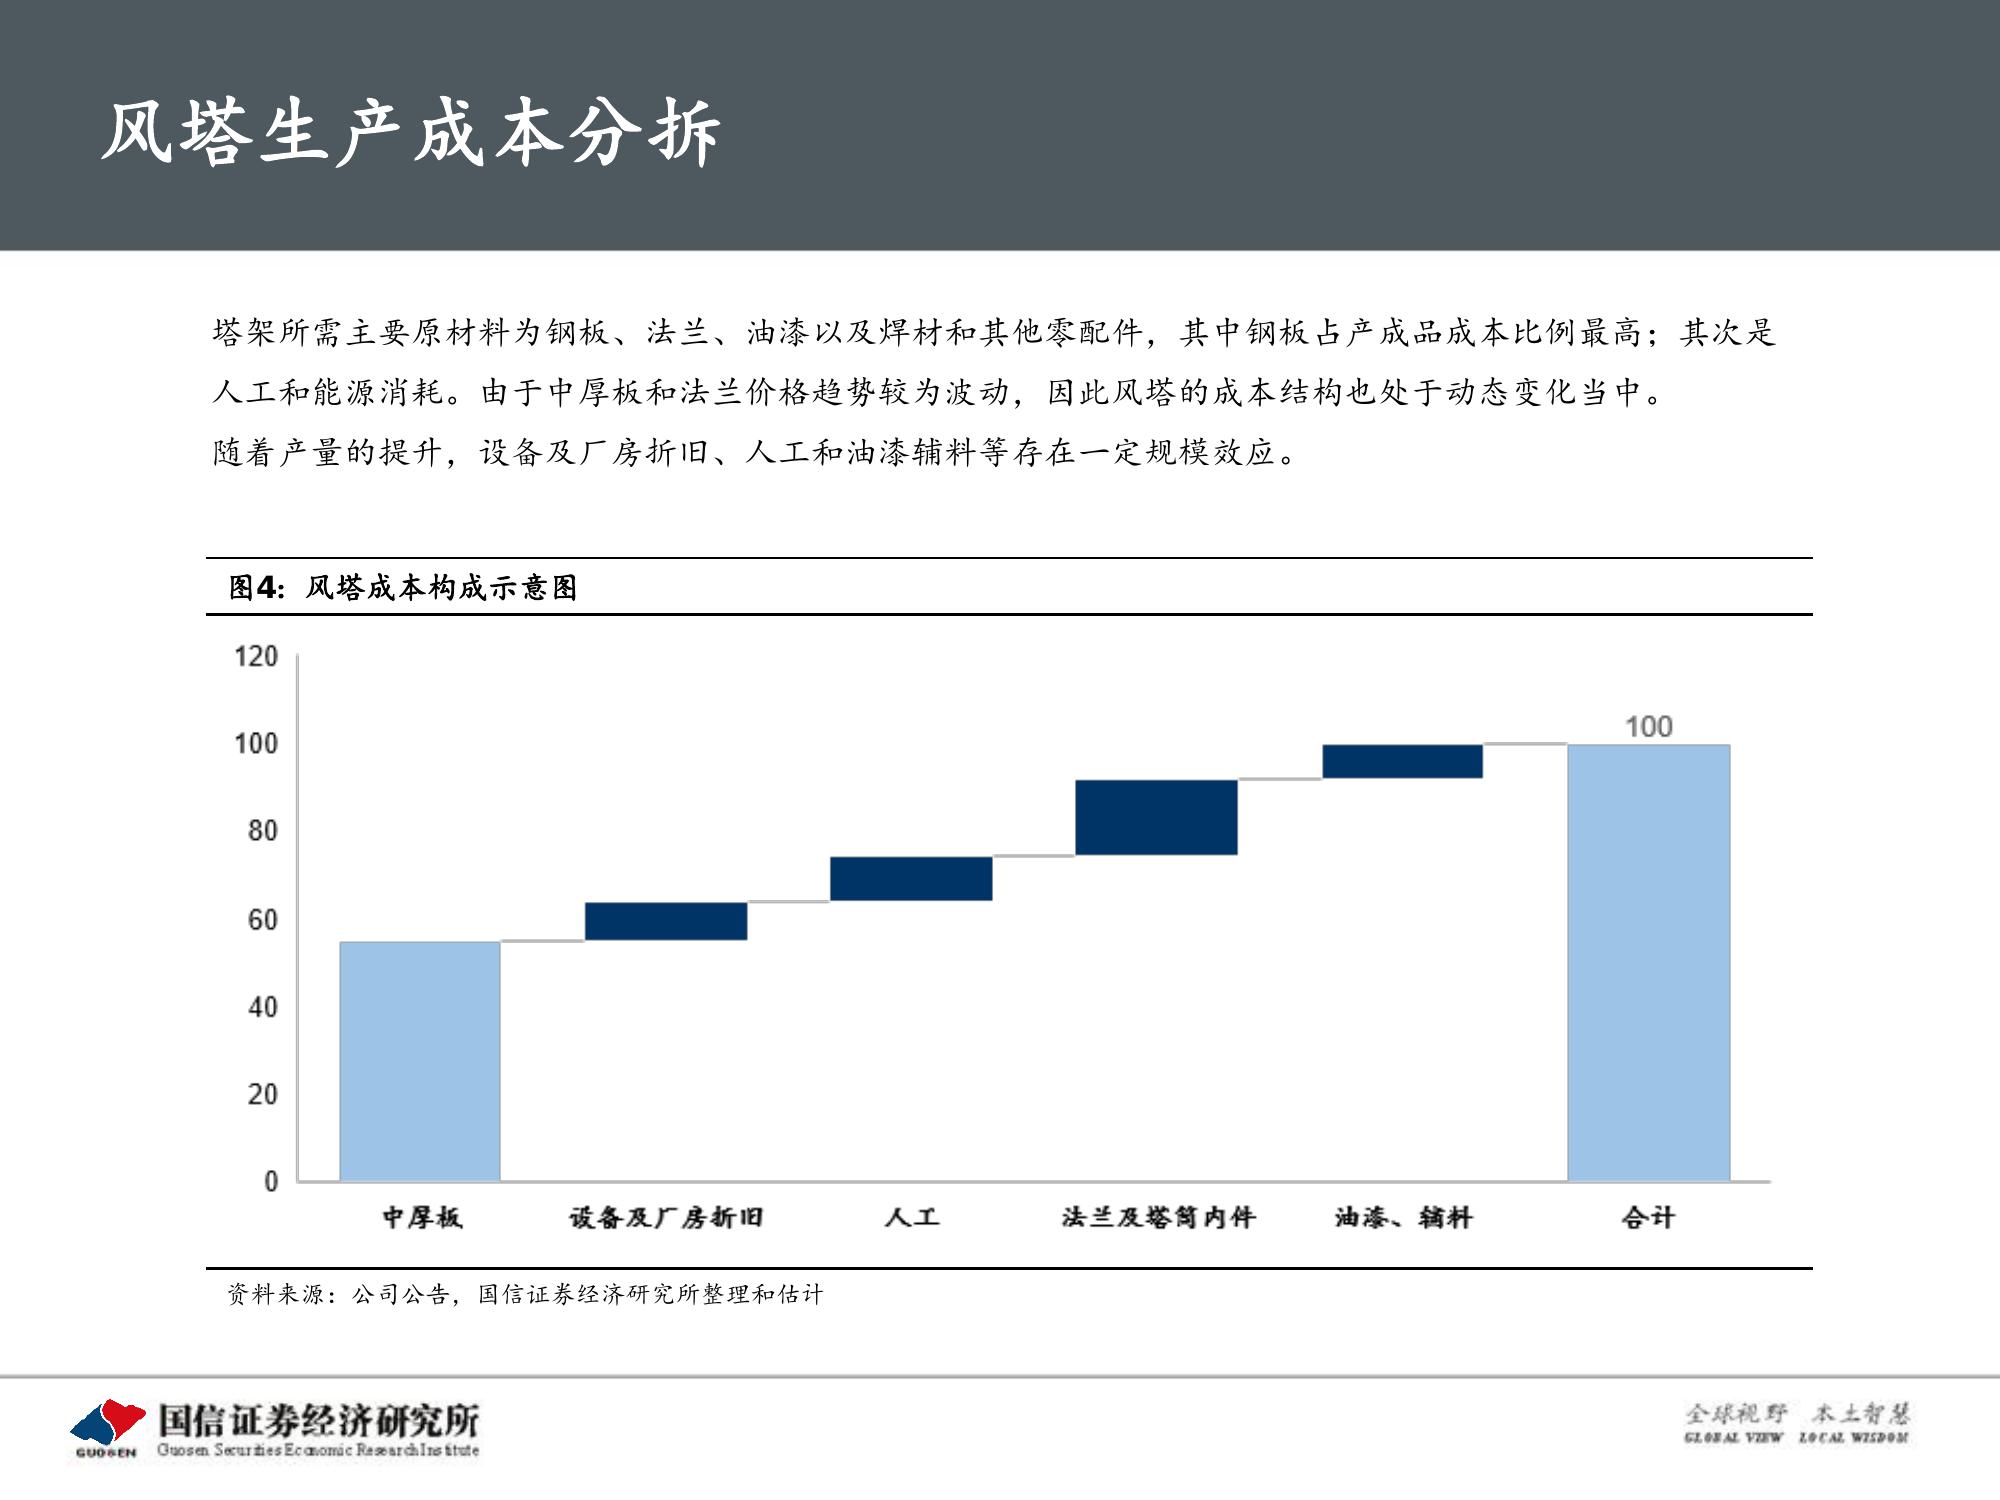 风塔生产成本分拆
塔架所需主要原材料为钢板、法兰、油漆以及焊材和其他零配件，其中钢板占产成品成本比例最高；其次是
人工和能源消耗。由于中厚板和法兰价格趋势较为波动，因此风塔的成本结构也处于动态变化当中。
随着产量的提升，设备及厂房折旧、人工和油漆辅料等存在一定规模效应。
图4：风塔成本构成示意图
120
100
80
60
40
20
0
100
中厚板 设备及厂房折旧 人工 法兰及塔筒内件 油漆、辅料 合计
资料来源：公司公告，国信证券经济研究所整理和估计
GUOSEN
国信证券经济研究所
Guosen Securities Economic Research Institute
全球视野 本土智慧
GLOBAL VIEW LOCAL WISDOM